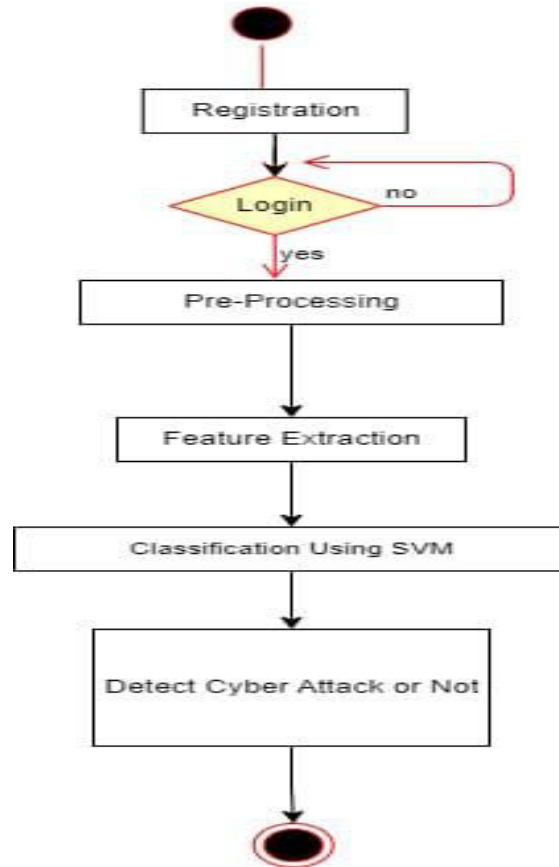 Registration
Login
no
yes
Pre-Processing
Feature Extraction
Classification Using SVM
Detect Cyber Attack or Not